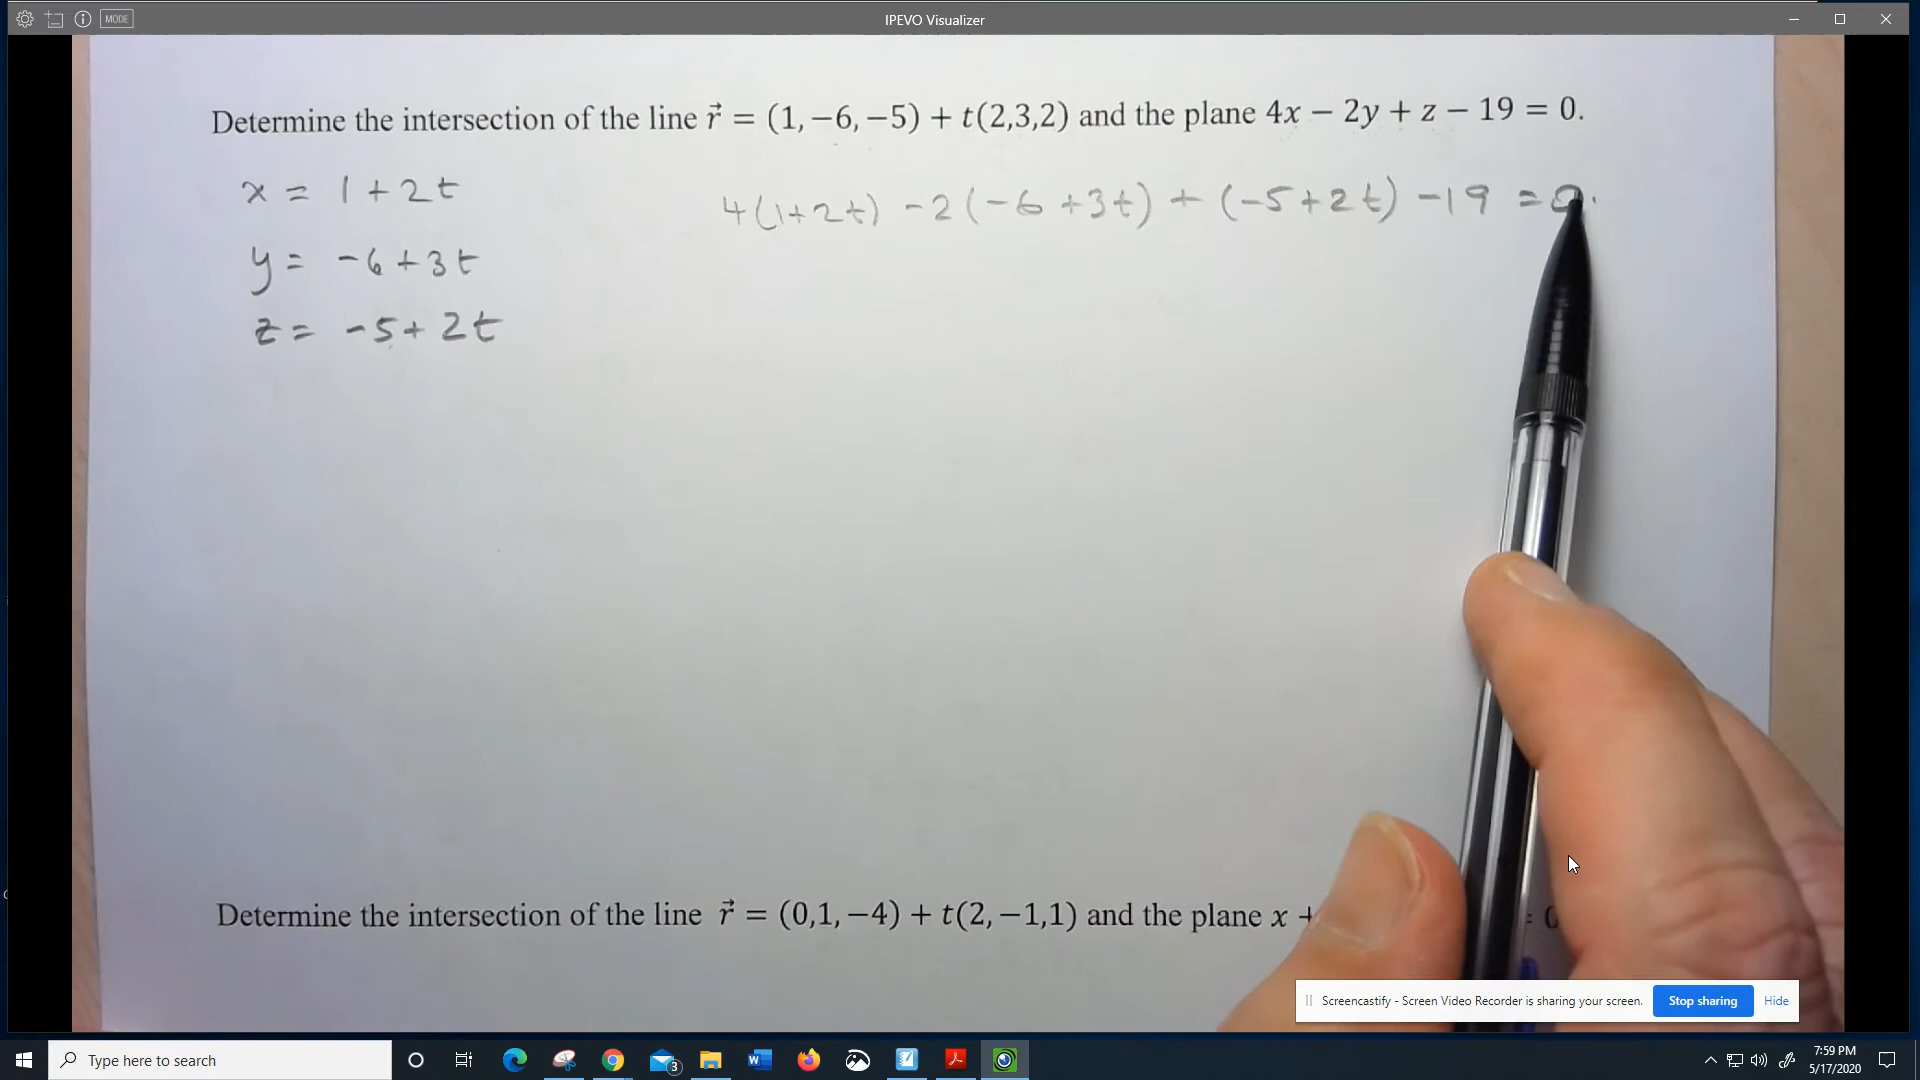 MODE
IPEVO Visualizer
Determine the intersection of the line r⃗ = (1, −6, −5) + t(2,3,2) and the plane 4x − 2y + z − 19 = 0.
x = 1 + 2t
4(1+2t) -2(-6+3t) + (-5+2t) -19 = 0.
y = -6+3t
z = -5+2t
Determine the intersection of the line r⃗ = (0,1, −4) + t(2, −1,1) and the plane x +
Screencastify - Screen Video Recorder is sharing your screen.
Stop sharing
Hide
Type here to search
3
7:59 PM
5/17/2020